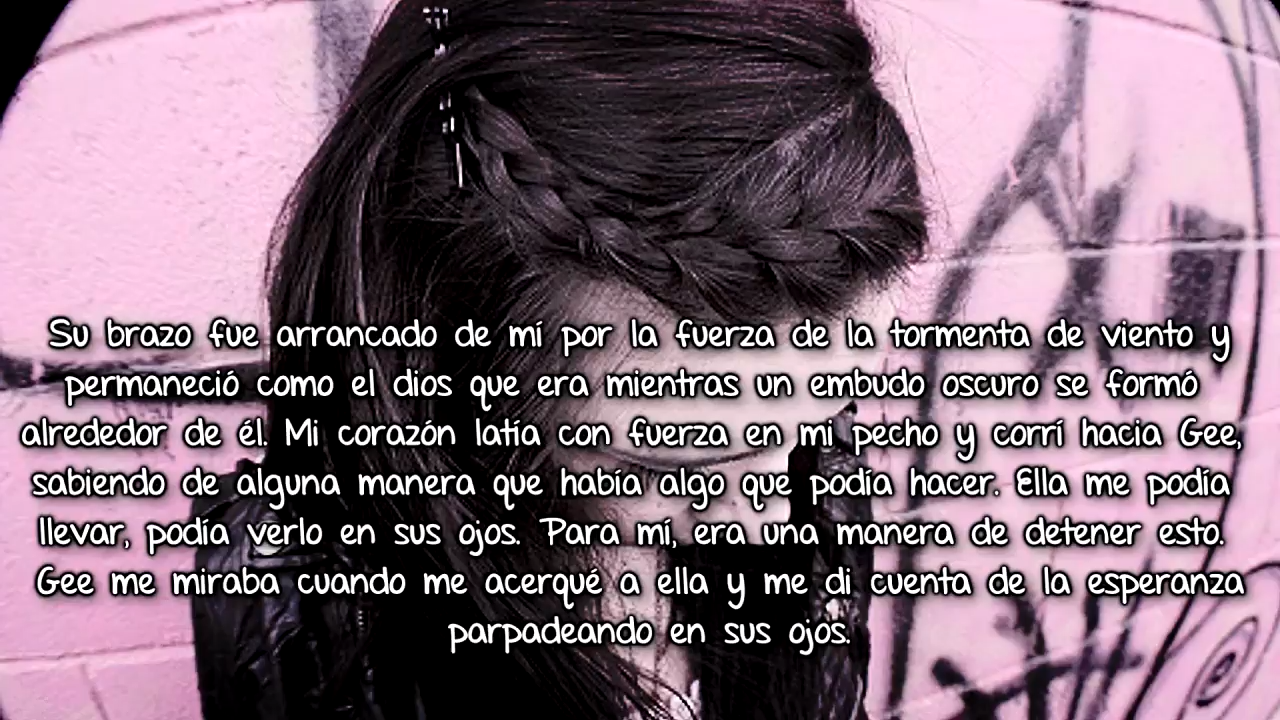 Su brazo fue arrancado de mí por la fuerza de la tormenta de viento y
permaneció como el dios que era mientras un embudo oscuro se formó
alrededor de él. Mi corazón latía con fuerza en mi pecho y corrí hacia Gee,
sabiendo de alguna manera que había algo que podía hacer. Ella me podía
llevar, podía verlo en sus ojos. Para mí, era una manera de detener esto.
Gee me miraba cuando me acerqué a ella y me di cuenta de la esperanza
parpadeando en sus ojos.